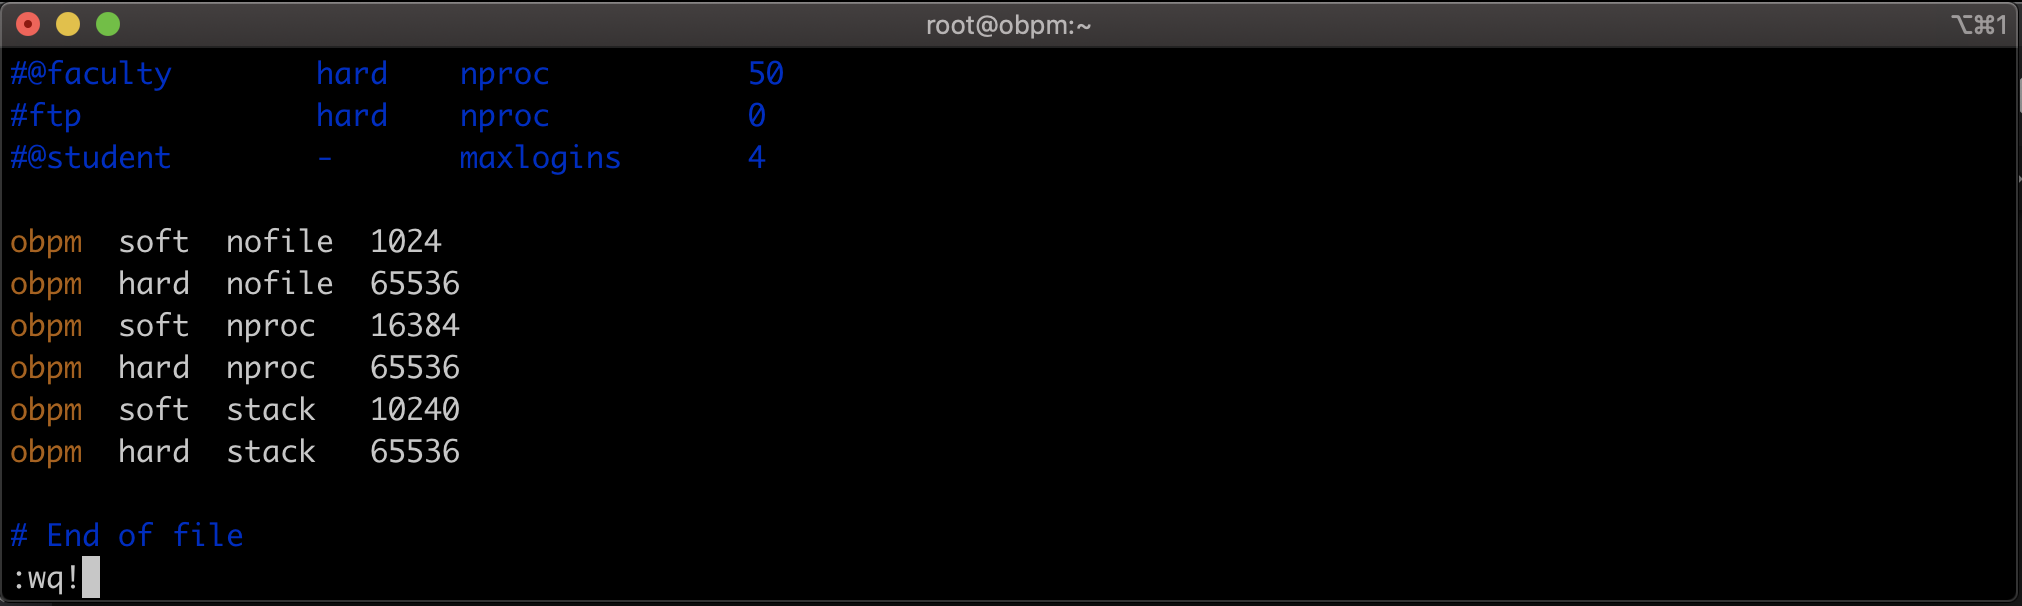 root@obpm:~ ⌥⌘1
#@faculty        hard    nproc           50
#ftp             hard    nproc           0
#@student        -       maxlogins       4
obpm  soft  nofile  1024
obpm  hard  nofile  65536
obpm  soft  nproc   16384
obpm  hard  nproc   65536
obpm  soft  stack   10240
obpm  hard  stack   65536
# End of file
:wq!